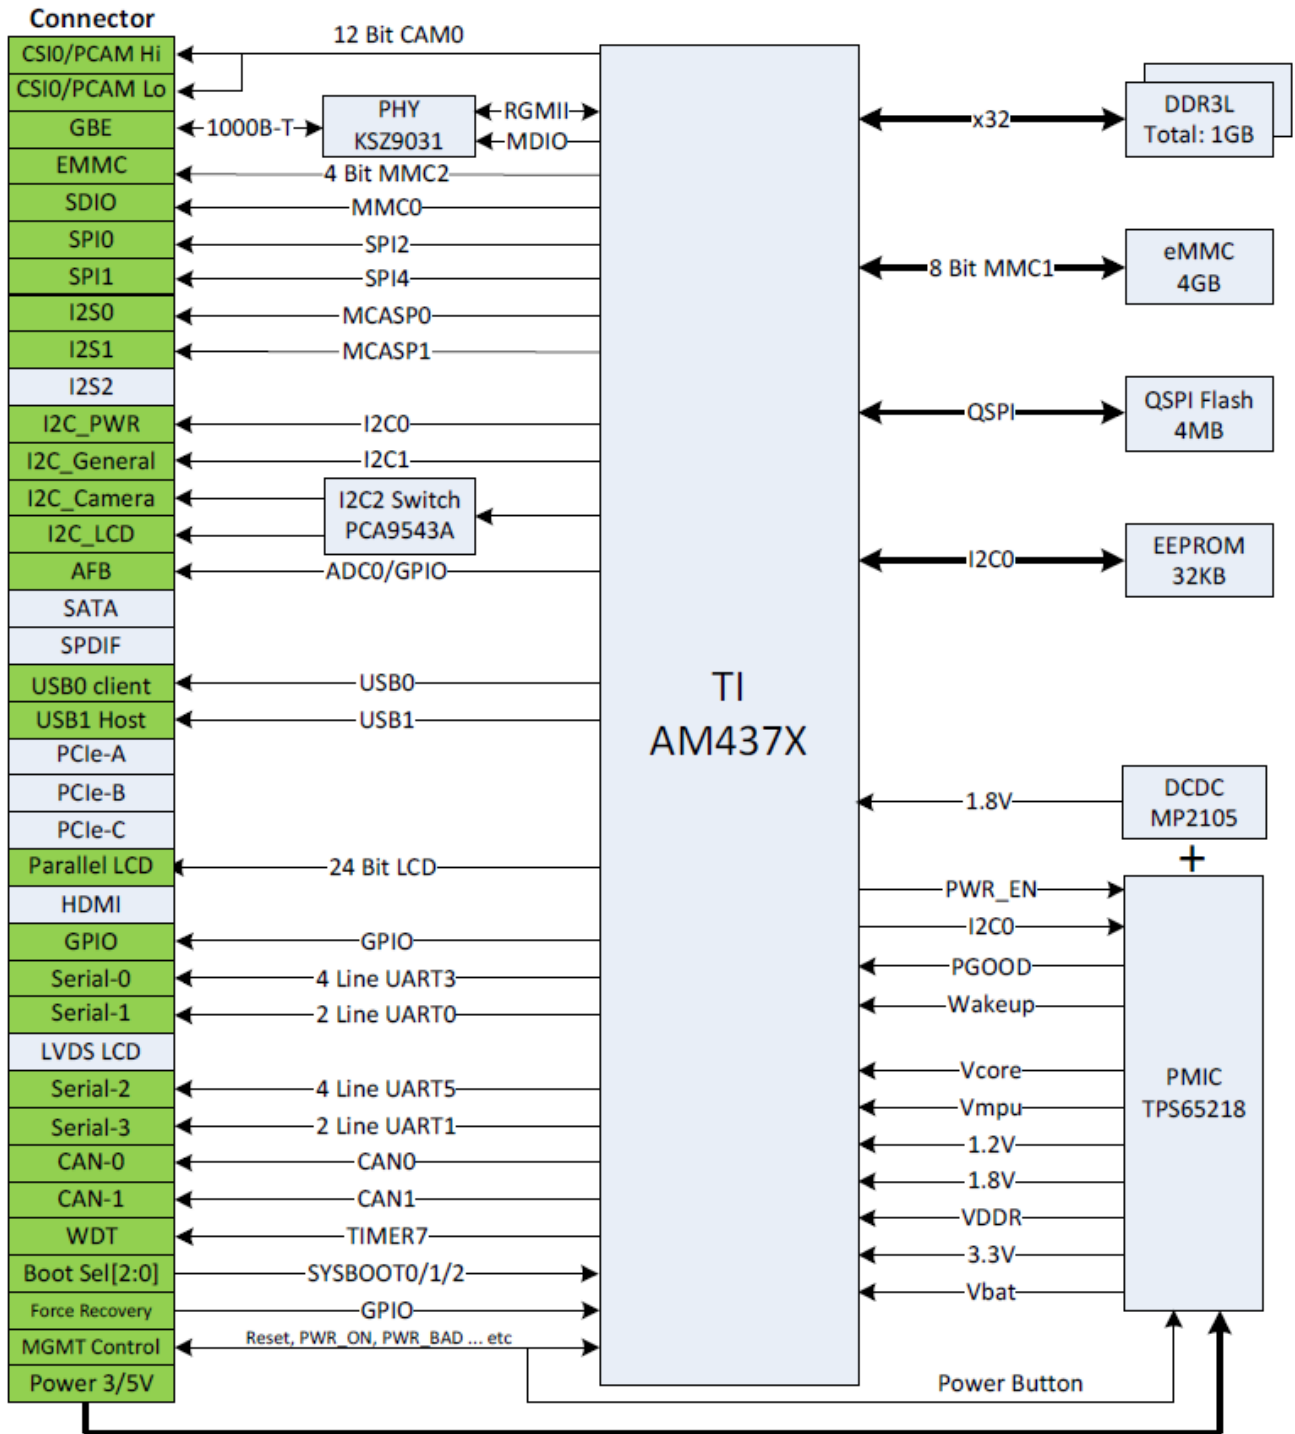 Connector
CSI0/PCAM Hi
CSI0/PCAM Lo
GBE
EMMC
SDIO
SPI0
SPI1
I2S0
I2S1
I2S2
I2C_PWR
I2C_General
I2C_Camera
I2C_LCD
AFB
SATA
SPDIF
USB0 client
USB1 Host
PCIe-A
PCIe-B
PCIe-C
Parallel LCD
HDMI
GPIO
Serial-0
Serial-1
LVDS LCD
Serial-2
Serial-3
CAN-0
CAN-1
WDT
Boot Sel[2:0]
Force Recovery
MGMT Control
Power 3/5V
12 Bit CAM0
1000B-T
PHY
KSZ9031
RGMII
MDIO
4 Bit MMC2
MMC0
SPI2
SPI4
MCASP0
MCASP1
I2C0
I2C1
I2C2 Switch
PCA9543A
ADC0/GPIO
USB0
USB1
24 Bit LCD
GPIO
4 Line UART3
2 Line UART0
4 Line UART5
2 Line UART1
CAN0
CAN1
TIMER7
SYSBOOT0/1/2
GPIO
Reset, PWR_ON, PWR_BAD ... etc
TI
AM437X
x32
DDR3L
Total: 1GB
8 Bit MMC1
eMMC
4GB
QSPI
QSPI Flash
4MB
I2C0
EEPROM
32KB
1.8V
DCDC
MP2105
+
PWR_EN
I2C0
PGOOD
Wakeup
Vcore
Vmpu
1.2V
1.8V
VDDR
3.3V
Vbat
PMIC
TPS65218
Power Button